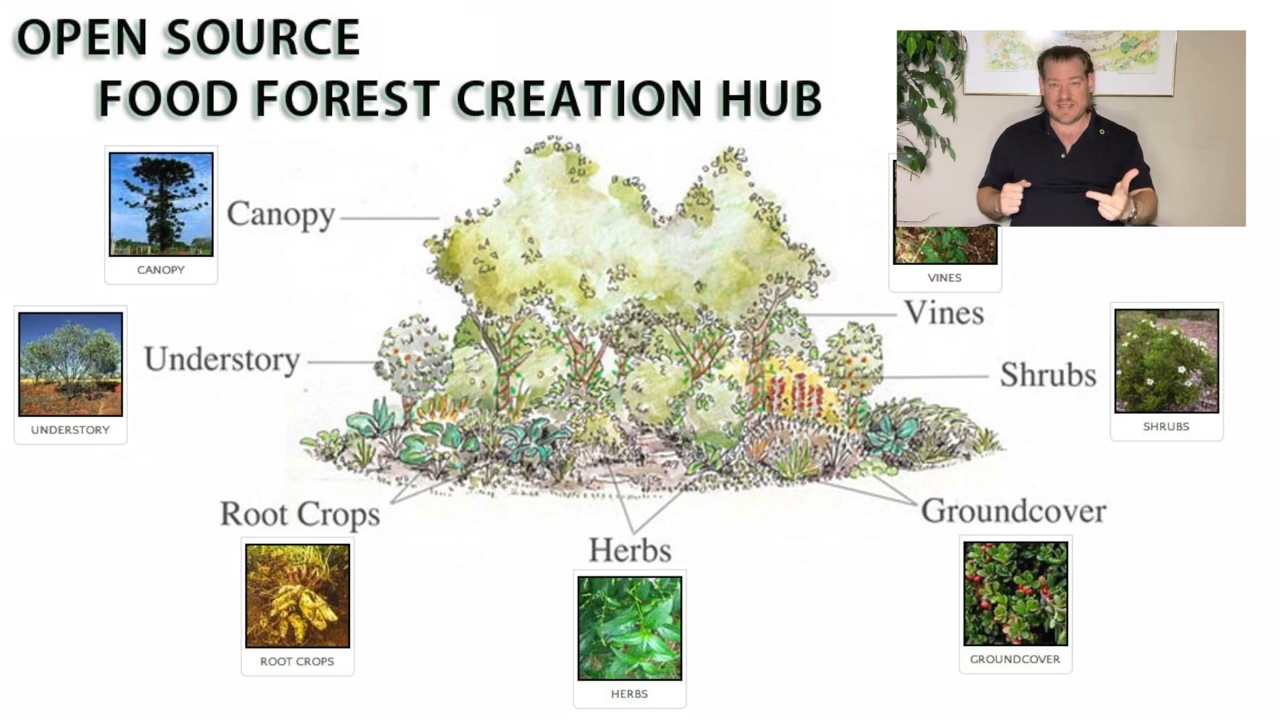 OPEN SOURCE
FOOD FOREST CREATION HUB
CANOPY
Canopy
VINES
Vines
UNDERSTORY
Understory
Shrubs
SHRUBS
Root Crops
ROOT CROPS
Herbs
HERBS
Groundcover
GROUNDCOVER